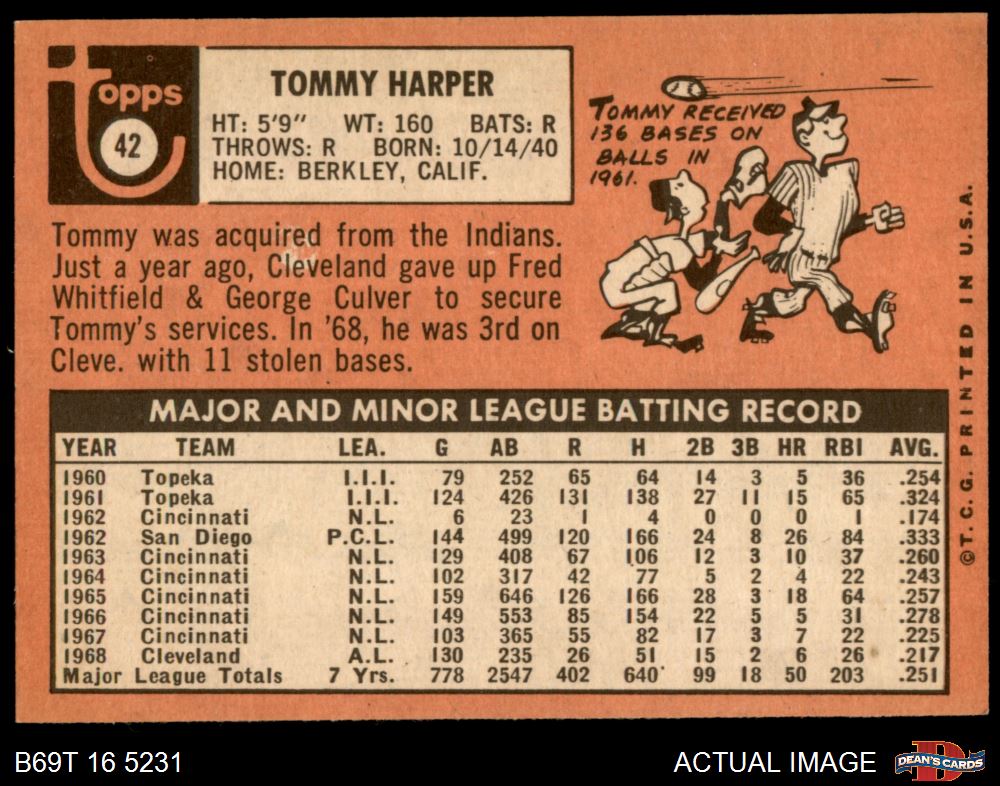 topps
42
TOMMY HARPER
HT: 5'9" WT: 160 BATS: R
THROWS: R BORN: 10/14/40
HOME: BERKLEY, CALIF.
Tommy was acquired from the Indians.
Just a year ago, Cleveland gave up Fred
Whitfield & George Culver to secure
Tommy's services. In '68, he was 3rd on
Cleve. with 11 stolen bases.
TOMMY RECEIVED
136 BASES ON
BALLS IN
1961.
MAJOR AND MINOR LEAGUE BATTING RECORD
YEAR TEAM LEA. G AB R H 2B 3B HR RBI AVG.
1960 Topeka I.I.I. 79 252 65 64 14 3 5 36 .254
1961 Topeka I.I.I. 124 426 131 138 27 11 15 65 .324
1962 Cincinnati N.L. 6 23 1 4 0 0 0 1 .174
1962 San Diego P.C.L. 144 499 120 166 24 8 26 84 .333
1963 Cincinnati N.L. 129 408 67 106 12 3 10 37 .260
1964 Cincinnati N.L. 102 317 42 77 5 2 4 22 .243
1965 Cincinnati N.L. 159 646 126 166 28 3 18 64 .257
1966 Cincinnati N.L. 149 553 85 154 22 5 5 31 .278
1967 Cincinnati N.L. 103 365 55 82 17 3 7 22 .225
1968 Cleveland A.L. 130 235 26 51 15 2 6 26 .217
Major League Totals 7 Yrs. 778 2547 402 640 99 18 50 203 .251
©T.C.G. PRINTED IN U.S.A.
B69T 16 5231
ACTUAL IMAGE
D
DEAN'S CARDS